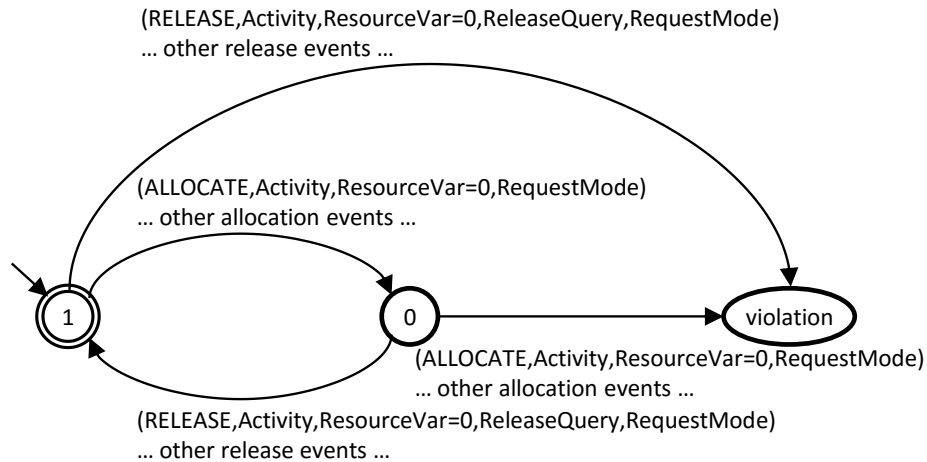 (RELEASE,Activity,ResourceVar=0,ReleaseQuery,RequestMode)
… other release events …
(ALLOCATE,Activity,ResourceVar=0,RequestMode)
… other allocation events …
1
0
violation
(ALLOCATE,Activity,ResourceVar=0,RequestMode)
… other allocation events …
(RELEASE,Activity,ResourceVar=0,ReleaseQuery,RequestMode)
… other release events …